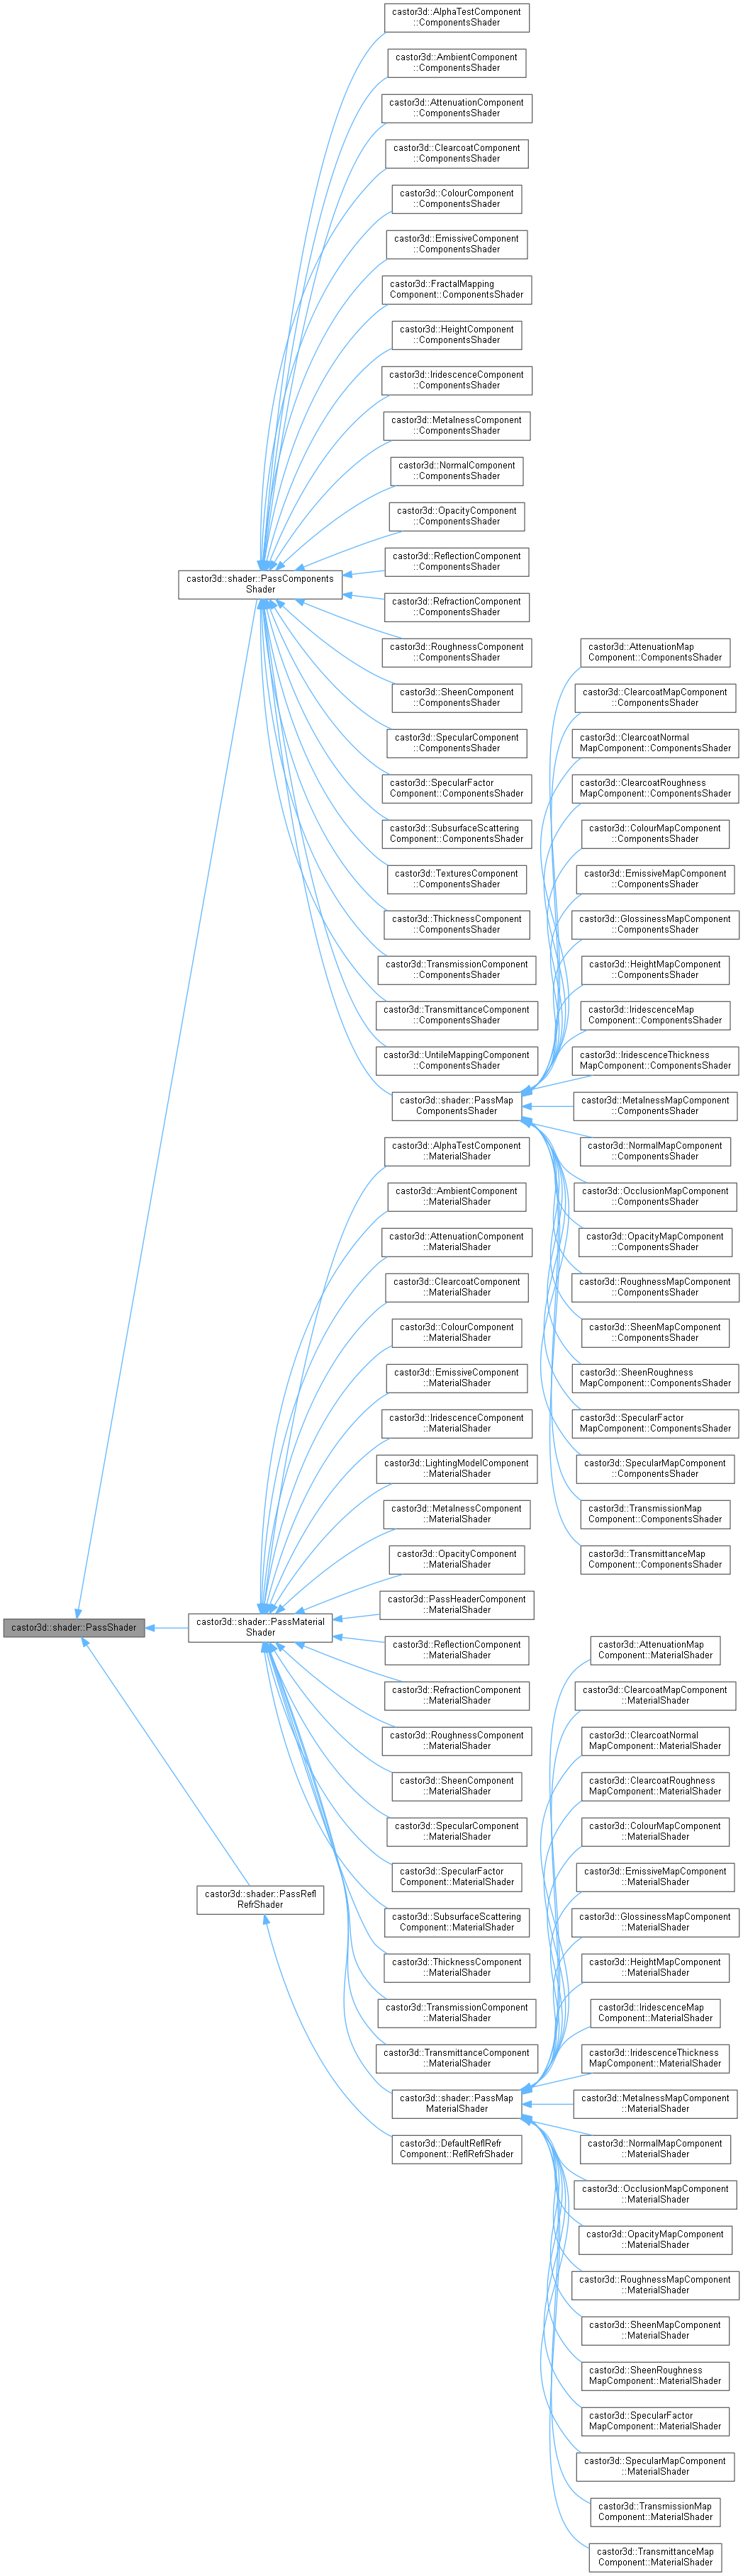 castor3d::AlphaTestComponent
::ComponentsShader
castor3d::AmbientComponent
::ComponentsShader
castor3d::AttenuationComponent
::ComponentsShader
castor3d::ClearcoatComponent
::ComponentsShader
castor3d::ColourComponent
::ComponentsShader
castor3d::EmissiveComponent
::ComponentsShader
castor3d::FractalMapping
Component::ComponentsShader
castor3d::HeightComponent
::ComponentsShader
castor3d::IridescenceComponent
::ComponentsShader
castor3d::MetalnessComponent
::ComponentsShader
castor3d::NormalComponent
::ComponentsShader
castor3d::OpacityComponent
::ComponentsShader
castor3d::ReflectionComponent
::ComponentsShader
castor3d::shader::PassComponents
Shader
castor3d::RefractionComponent
::ComponentsShader
castor3d::RoughnessComponent
::ComponentsShader
castor3d::SheenComponent
::ComponentsShader
castor3d::SpecularComponent
::ComponentsShader
castor3d::SpecularFactor
Component::ComponentsShader
castor3d::SubsurfaceScattering
Component::ComponentsShader
castor3d::TexturesComponent
::ComponentsShader
castor3d::ThicknessComponent
::ComponentsShader
castor3d::TransmissionComponent
::ComponentsShader
castor3d::TransmittanceComponent
::ComponentsShader
castor3d::UntileMappingComponent
::ComponentsShader
castor3d::shader::PassMap
ComponentsShader
castor3d::AttenuationMap
Component::ComponentsShader
castor3d::ClearcoatMapComponent
::ComponentsShader
castor3d::ClearcoatNormal
MapComponent::ComponentsShader
castor3d::ClearcoatRoughness
MapComponent::ComponentsShader
castor3d::ColourMapComponent
::ComponentsShader
castor3d::EmissiveMapComponent
::ComponentsShader
castor3d::GlossinessMapComponent
::ComponentsShader
castor3d::HeightMapComponent
::ComponentsShader
castor3d::IridescenceMap
Component::ComponentsShader
castor3d::IridescenceThickness
MapComponent::ComponentsShader
castor3d::MetalnessMapComponent
::ComponentsShader
castor3d::NormalMapComponent
::ComponentsShader
castor3d::OcclusionMapComponent
::ComponentsShader
castor3d::OpacityMapComponent
::ComponentsShader
castor3d::RoughnessMapComponent
::ComponentsShader
castor3d::SheenMapComponent
::ComponentsShader
castor3d::SheenRoughness
MapComponent::ComponentsShader
castor3d::SpecularFactor
MapComponent::ComponentsShader
castor3d::SpecularMapComponent
::ComponentsShader
castor3d::TransmissionMap
Component::ComponentsShader
castor3d::TransmittanceMap
Component::ComponentsShader
castor3d::AlphaTestComponent
::MaterialShader
castor3d::AmbientComponent
::MaterialShader
castor3d::AttenuationComponent
::MaterialShader
castor3d::ClearcoatComponent
::MaterialShader
castor3d::ColourComponent
::MaterialShader
castor3d::EmissiveComponent
::MaterialShader
castor3d::IridescenceComponent
::MaterialShader
castor3d::LightingModelComponent
::MaterialShader
castor3d::MetalnessComponent
::MaterialShader
castor3d::OpacityComponent
::MaterialShader
castor3d::PassHeaderComponent
::MaterialShader
castor3d::shader::PassShader
castor3d::shader::PassMaterial
Shader
castor3d::ReflectionComponent
::MaterialShader
castor3d::RefractionComponent
::MaterialShader
castor3d::RoughnessComponent
::MaterialShader
castor3d::SheenComponent
::MaterialShader
castor3d::SpecularComponent
::MaterialShader
castor3d::SpecularFactor
Component::MaterialShader
castor3d::shader::PassRefl
RefrShader
castor3d::SubsurfaceScattering
Component::MaterialShader
castor3d::ThicknessComponent
::MaterialShader
castor3d::TransmissionComponent
::MaterialShader
castor3d::TransmittanceComponent
::MaterialShader
castor3d::shader::PassMap
MaterialShader
castor3d::DefaultReflRefr
Component::ReflRefrShader
castor3d::AttenuationMap
Component::MaterialShader
castor3d::ClearcoatMapComponent
::MaterialShader
castor3d::ClearcoatNormal
MapComponent::MaterialShader
castor3d::ClearcoatRoughness
MapComponent::MaterialShader
castor3d::ColourMapComponent
::MaterialShader
castor3d::EmissiveMapComponent
::MaterialShader
castor3d::GlossinessMapComponent
::MaterialShader
castor3d::HeightMapComponent
::MaterialShader
castor3d::IridescenceMap
Component::MaterialShader
castor3d::IridescenceThickness
MapComponent::MaterialShader
castor3d::MetalnessMapComponent
::MaterialShader
castor3d::NormalMapComponent
::MaterialShader
castor3d::OcclusionMapComponent
::MaterialShader
castor3d::OpacityMapComponent
::MaterialShader
castor3d::RoughnessMapComponent
::MaterialShader
castor3d::SheenMapComponent
::MaterialShader
castor3d::SheenRoughness
MapComponent::MaterialShader
castor3d::SpecularFactor
MapComponent::MaterialShader
castor3d::SpecularMapComponent
::MaterialShader
castor3d::TransmissionMap
Component::MaterialShader
castor3d::TransmittanceMap
Component::MaterialShader